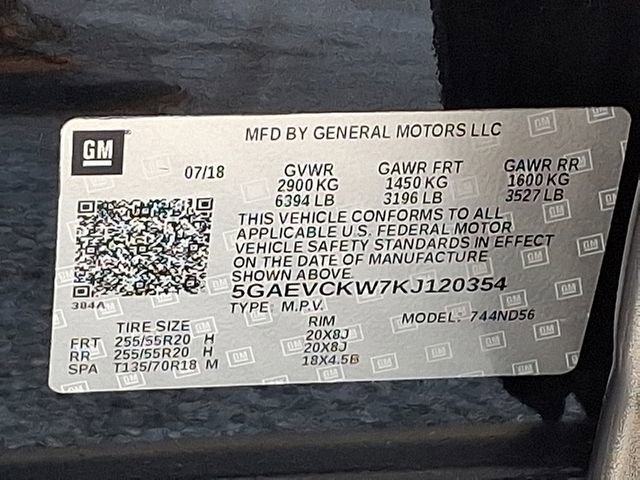 GM
MFD BY GENERAL MOTORS LLC
07/18 GVWR GAWR FRT GAWR RR
2900 KG 1450 KG 1600 KG
6394 LB 3196 LB 3527 LB
THIS VEHICLE CONFORMS TO ALL
APPLICABLE U.S. FEDERAL MOTOR
VEHICLE SAFETY STANDARDS IN EFFECT
ON THE DATE OF MANUFACTURE
SHOWN ABOVE.
5GAEVCKW7KJ120354
384A
TYPE: M.P.V. MODEL: 744ND56
TIRE SIZE RIM
FRT 255/55R20 H 20X8J
RR 255/55R20 H 20X8J
SPA T135/70R18 M 18X4.5B